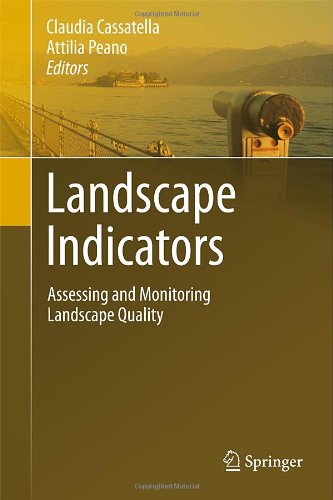 Claudia Cassatella
Attilia Peano
Editors
Landscape
Indicators
Assessing and Monitoring
Landscape Quality
Springer